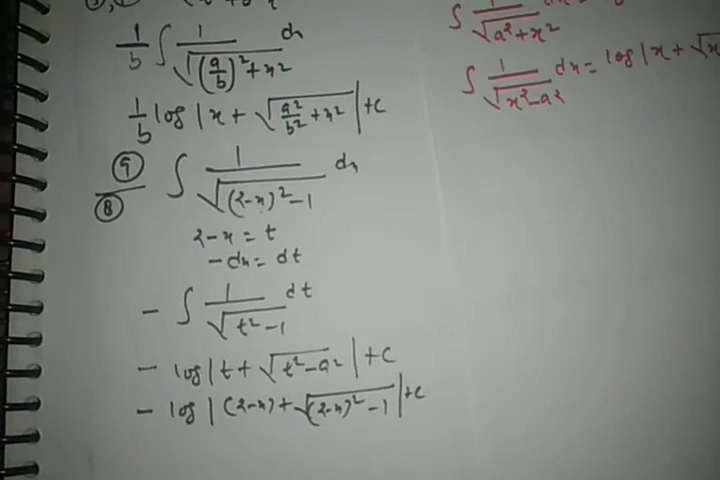 1/b ∫ 1/√((a/b)²+x²) dx
1/b log|x + √(a²/b²+x²)|+c
9/8 ∫ 1/√((2-x)²-1) dx
2-x = t
-dx = dt
- ∫ 1/√(t²-1) dt
- log|t + √(t²-a²)|+c
- log|(2-x)+√((2-x)²-1)|+c
∫ 1/√(a²+x²)
∫ 1/√(x²-a²) dx = log|x + √x